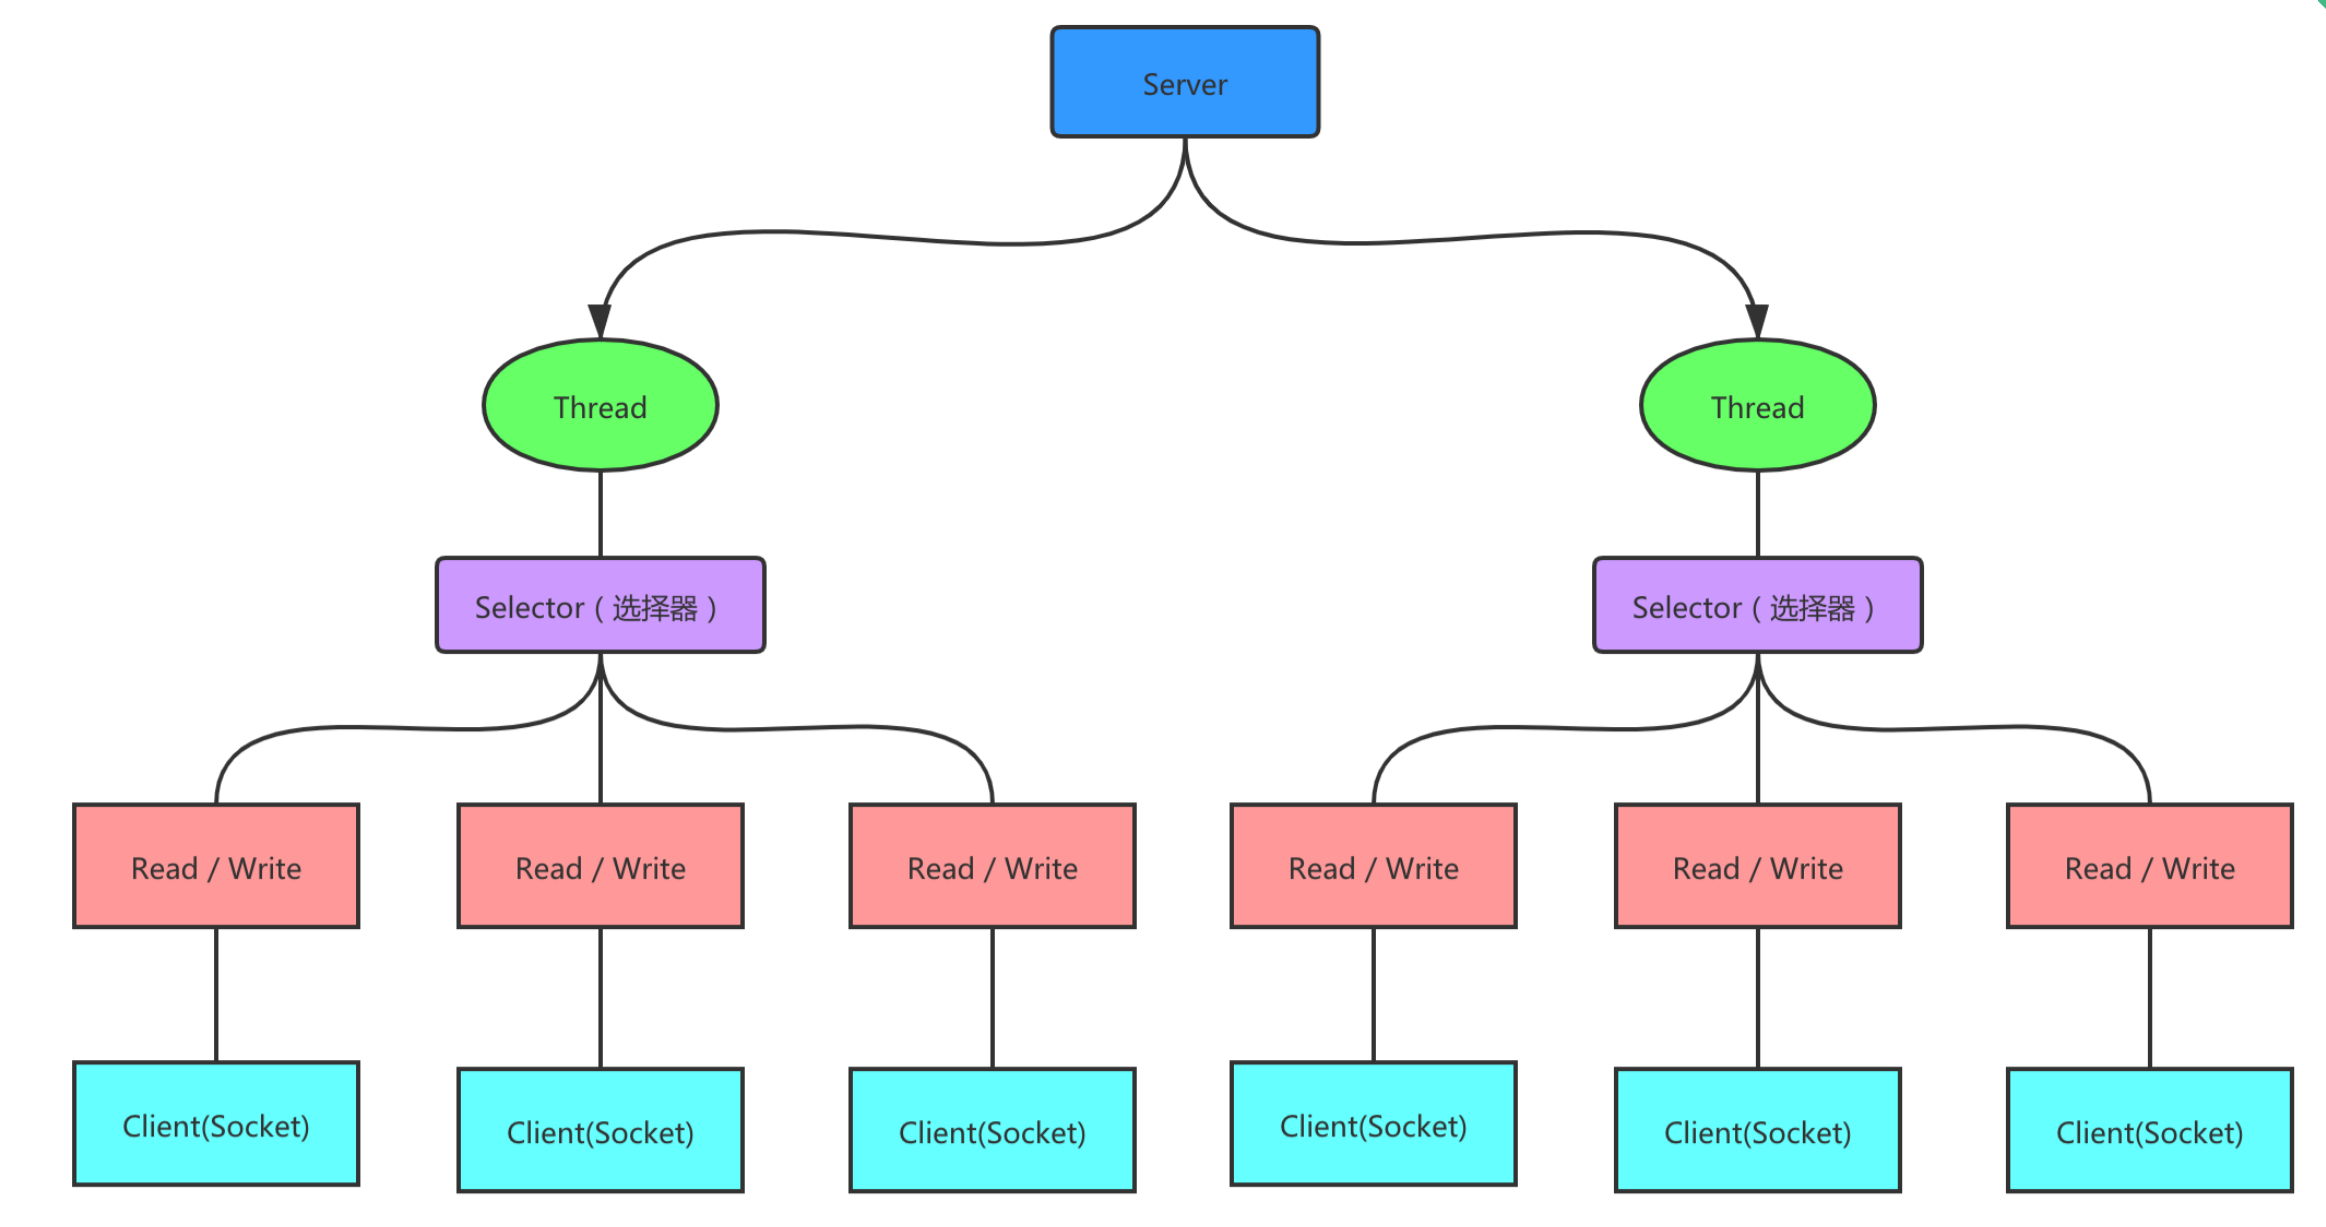 Server
Thread
Thread
Selector（选择器）
Selector（选择器）
Read / Write
Read / Write
Read / Write
Read / Write
Read / Write
Read / Write
Client(Socket)
Client(Socket)
Client(Socket)
Client(Socket)
Client(Socket)
Client(Socket)